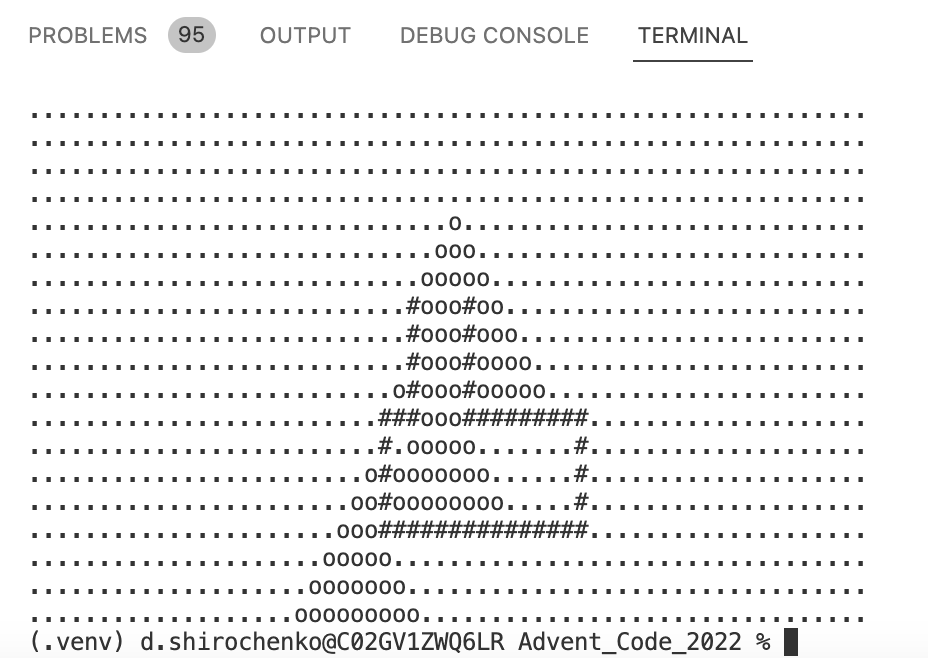 PROBLEMS 95 OUTPUT DEBUG CONSOLE TERMINAL
............................................................
............................................................
............................................................
............................................................
..............................o.............................
.............................ooo............................
............................ooooo...........................
...........................#ooo#oo..........................
...........................#ooo#ooo.........................
...........................#ooo#oooo........................
..........................o#ooo#ooooo.......................
.........................###ooo#########....................
.........................#.ooooo.......#....................
........................o#ooooooo......#....................
.......................oo#oooooooo.....#....................
......................ooo###############....................
.....................ooooo..................................
....................ooooooo.................................
...................ooooooooo................................
(.venv) d.shirochenko@C02GV1ZWQ6LR Advent_Code_2022 %